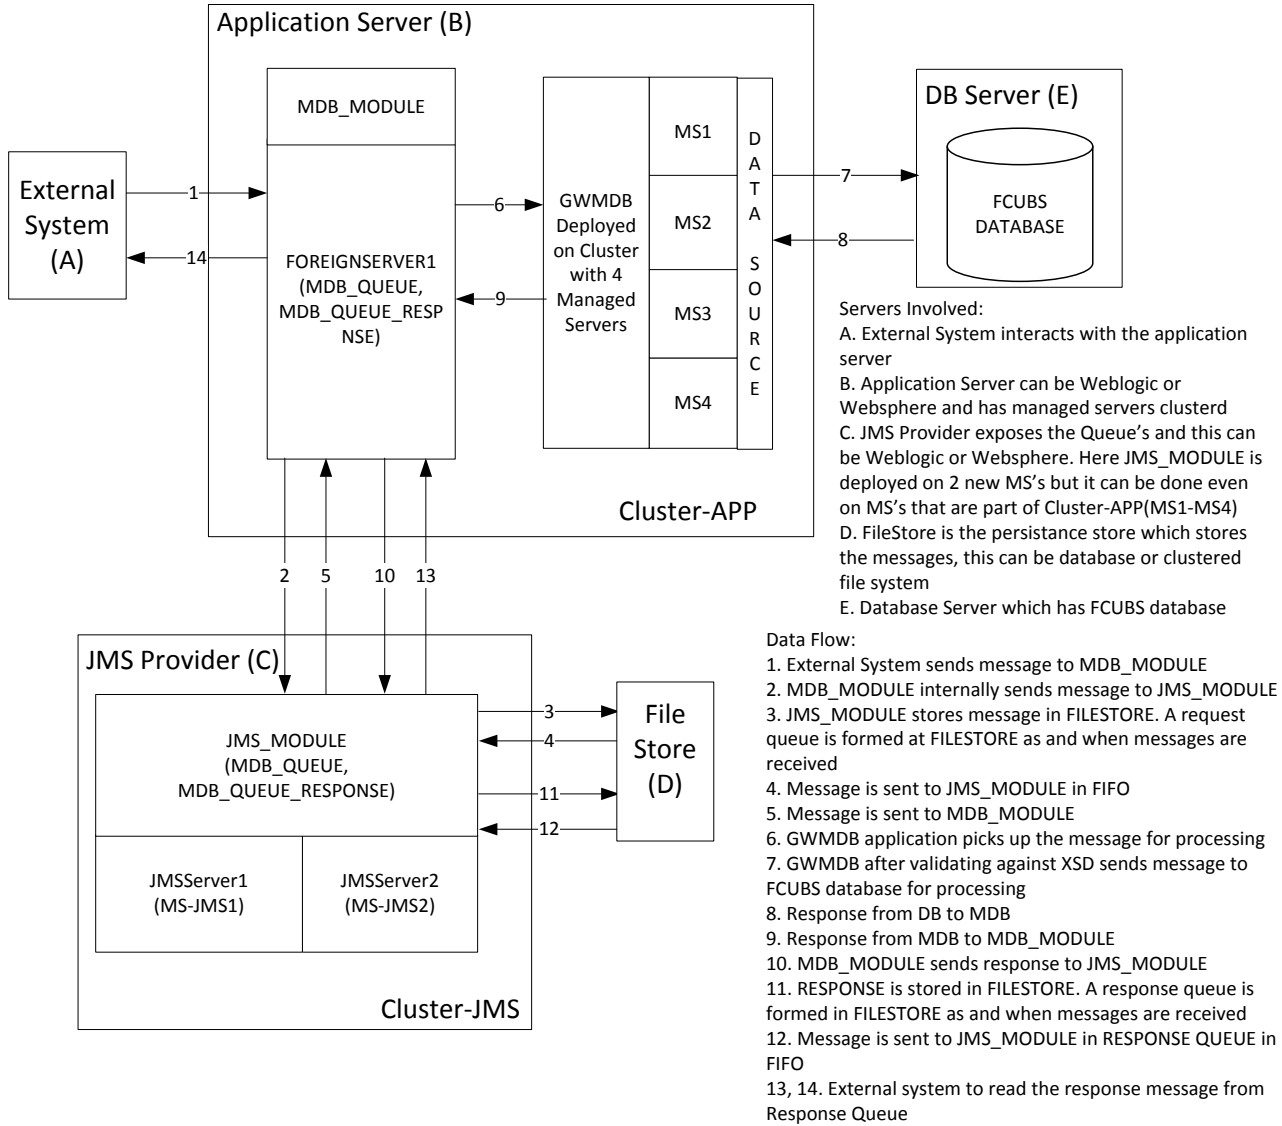 Application Server (B)
MDB_MODULE
FOREIGNSERVER1
(MDB_QUEUE,
MDB_QUEUE_RESP
NSE)
External
System
(A)
1
14
6
9
GWMDB
Deployed
on Cluster
with 4
Managed
Servers
MS1
MS2
MS3
MS4
D
A
T
A
S
O
U
R
C
E
7
8
DB Server (E)
FCUBS
DATABASE
Cluster-APP
2
5
10
13
Servers Involved:
A. External System interacts with the application
server
B. Application Server can be Weblogic or
Websphere and has managed servers clusterd
C. JMS Provider exposes the Queue's and this can
be Weblogic or Websphere. Here JMS_MODULE is
deployed on 2 new MS's but it can be done even
on MS's that are part of Cluster-APP(MS1-MS4)
D. FileStore is the persistance store which stores
the messages, this can be database or clustered
file system
E. Database Server which has FCUBS database
JMS Provider (C)
JMS_MODULE
(MDB_QUEUE,
MDB_QUEUE_RESPONSE)
JMSServer1
(MS-JMS1)
JMSServer2
(MS-JMS2)
Cluster-JMS
3
4
11
12
File
Store
(D)
Data Flow:
1. External System sends message to MDB_MODULE
2. MDB_MODULE internally sends message to JMS_MODULE
3. JMS_MODULE stores message in FILESTORE. A request
queue is formed at FILESTORE as and when messages are
received
4. Message is sent to JMS_MODULE in FIFO
5. Message is sent to MDB_MODULE
6. GWMDB application picks up the message for processing
7. GWMDB after validating against XSD sends message to
FCUBS database for processing
8. Response from DB to MDB
9. Response from MDB to MDB_MODULE
10. MDB_MODULE sends response to JMS_MODULE
11. RESPONSE is stored in FILESTORE. A response queue is
formed in FILESTORE as and when messages are received
12. Message is sent to JMS_MODULE in RESPONSE QUEUE in
FIFO
13, 14. External system to read the response message from
Response Queue